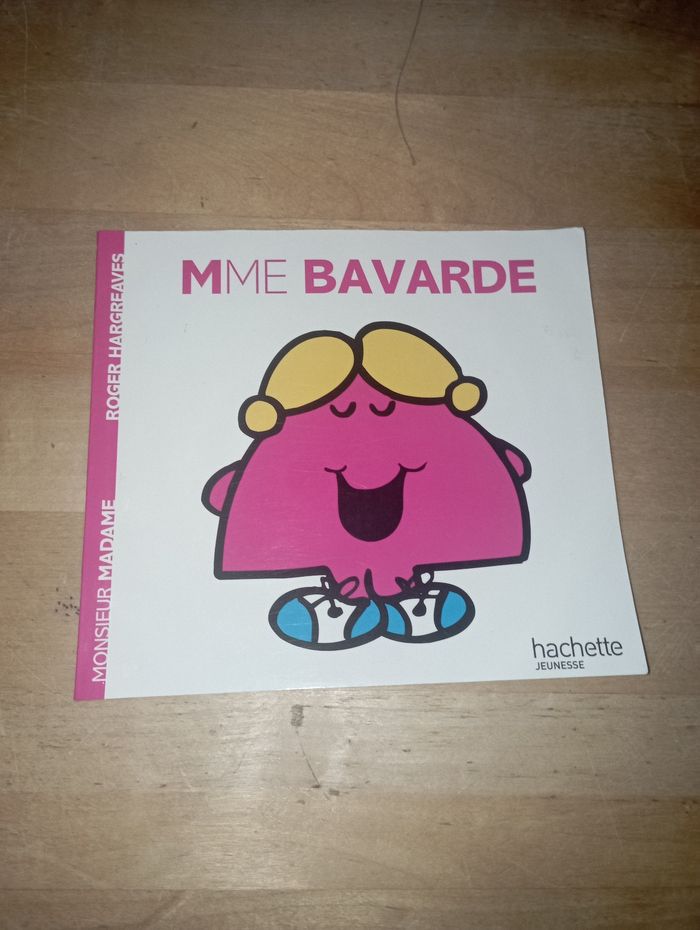 MME BAVARDE
ROGER HARGREAVES
MONSIEUR MADAME
hachette
JEUNESSE